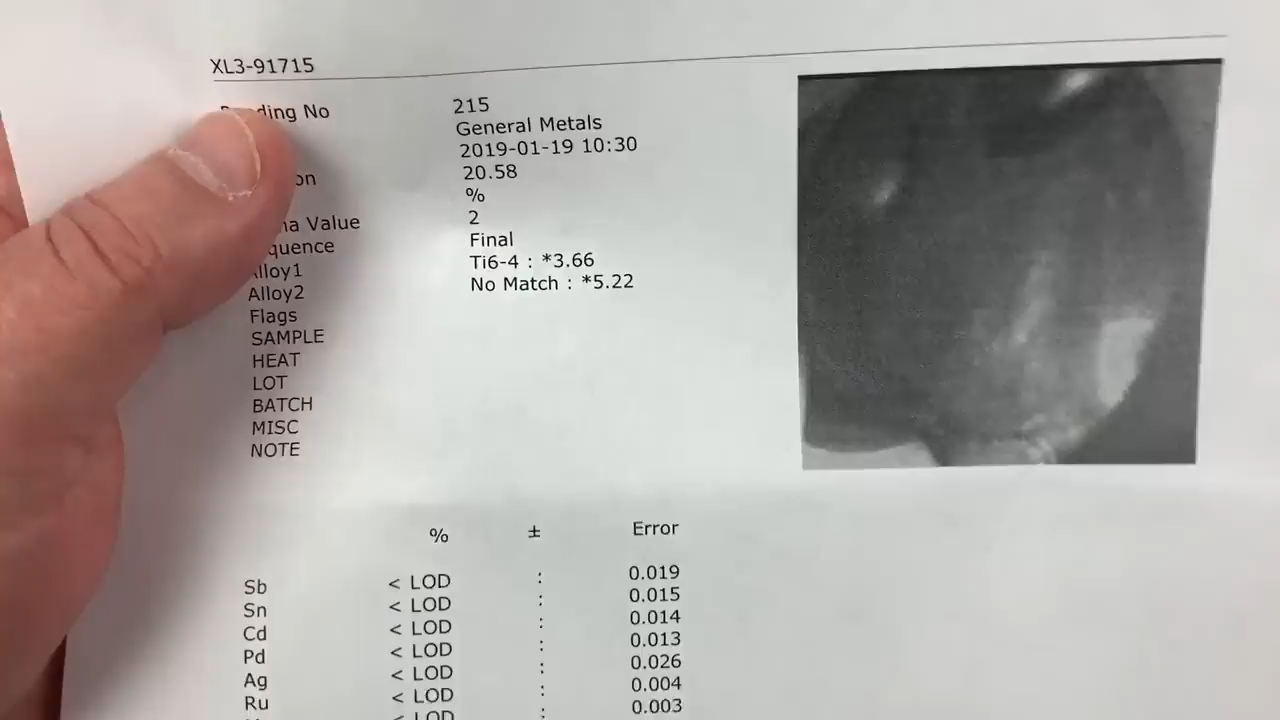 XL3-91715
ding No 215
General Metals
2019-01-19 10:30
on 20.58
%
Value 2
quence Final
Alloy1 Ti6-4 : *3.66
Alloy2 No Match : *5.22
Flags
SAMPLE
HEAT
LOT
BATCH
MISC
NOTE
% ± Error
Sb < LOD : 0.019
Sn < LOD : 0.015
Cd < LOD : 0.014
Pd < LOD : 0.013
Ag < LOD : 0.026
Ru < LOD : 0.004
< LOD : 0.003